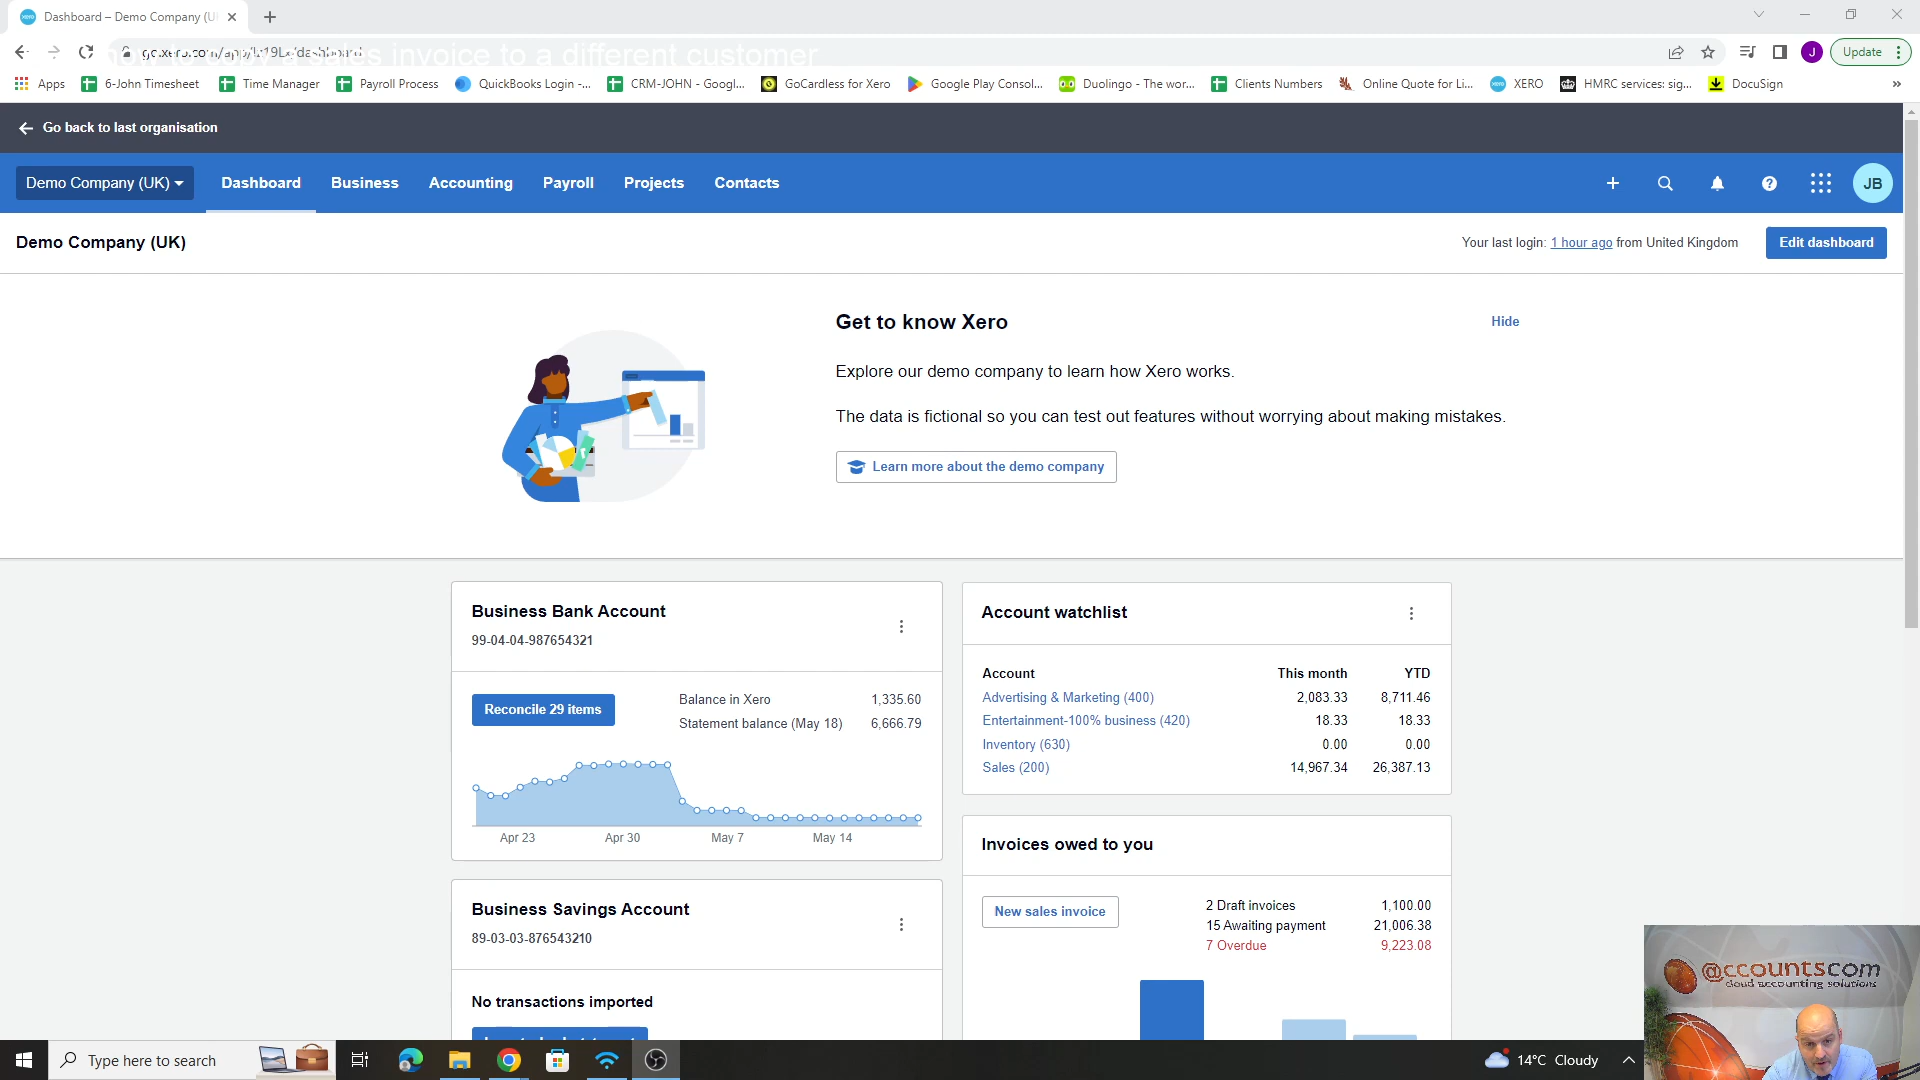 Dashboard – Demo Company (U
how to copy a sales invoice to a different customer
Update
Apps
6-John Timesheet
Time Manager
Payroll Process
QuickBooks Login -...
CRM-JOHN - Googl...
GoCardless for Xero
Google Play Consol...
Duolingo - The wor...
Clients Numbers
Online Quote for Li...
XERO
HMRC services: sig...
DocuSign
Go back to last organisation
Demo Company (UK)
Dashboard
Business
Accounting
Payroll
Projects
Contacts
JB
Demo Company (UK)
Your last login: 1 hour ago from United Kingdom
Edit dashboard
Get to know Xero
Hide
Explore our demo company to learn how Xero works.
The data is fictional so you can test out features without worrying about making mistakes.
Learn more about the demo company
Business Bank Account
99-04-04-987654321
Reconcile 29 items
Balance in Xero 1,335.60
Statement balance (May 18) 6,666.79
Apr 23 Apr 30 May 7 May 14
Business Savings Account
89-03-03-876543210
No transactions imported
Account watchlist
Account This month YTD
Advertising & Marketing (400) 2,083.33 8,711.46
Entertainment-100% business (420) 18.33 18.33
Inventory (630) 0.00 0.00
Sales (200) 14,967.34 26,387.13
Invoices owed to you
New sales invoice
2 Draft invoices 1,100.00
15 Awaiting payment 21,006.38
7 Overdue 9,223.08
@ccountscom
cloud accounting solutions
Type here to search
14°C Cloudy